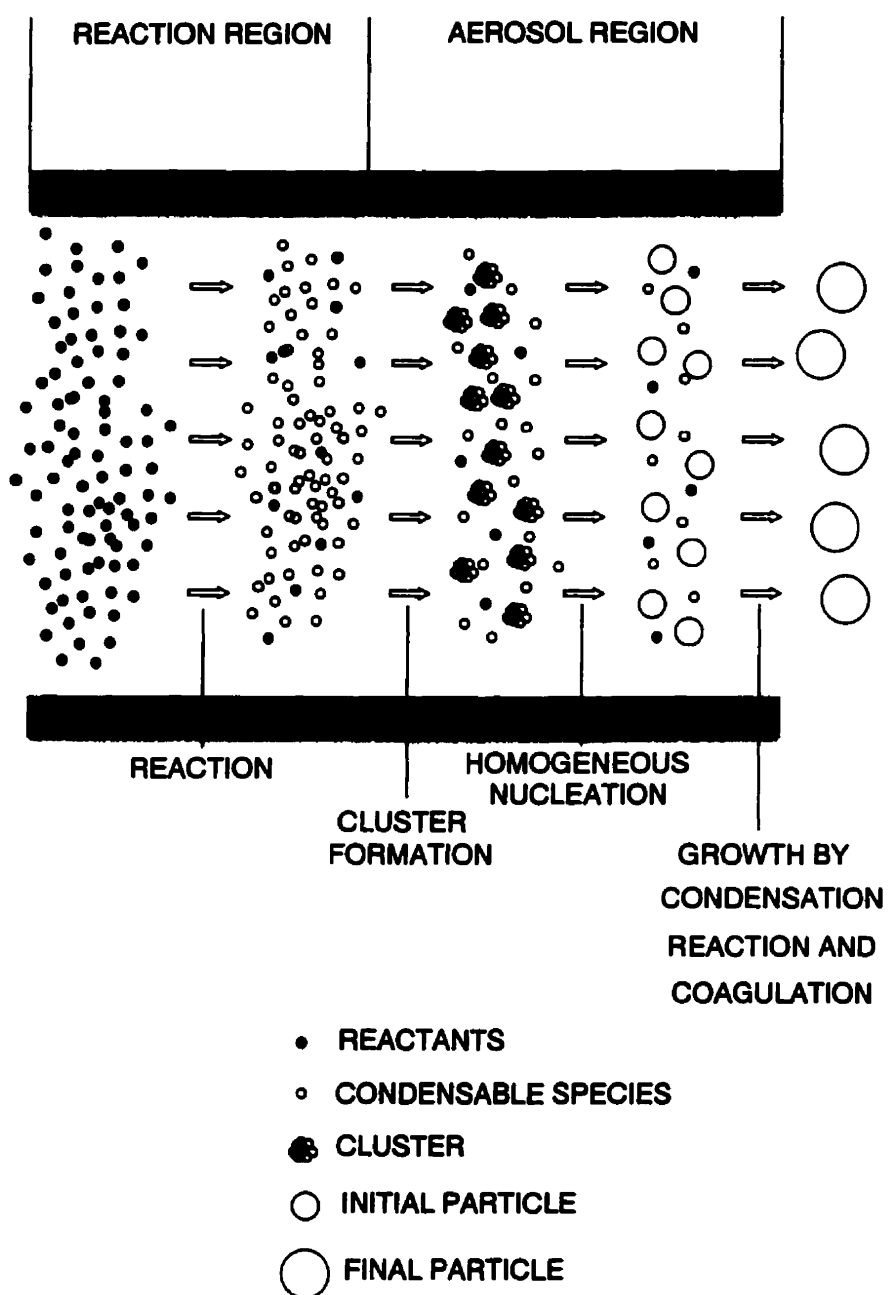 REACTION REGION
AEROSOL REGION
REACTION
HOMOGENEOUS
NUCLEATION
CLUSTER
FORMATION
GROWTH BY
CONDENSATION
REACTION AND
COAGULATION
REACTANTS
CONDENSABLE SPECIES
CLUSTER
INITIAL PARTICLE
FINAL PARTICLE